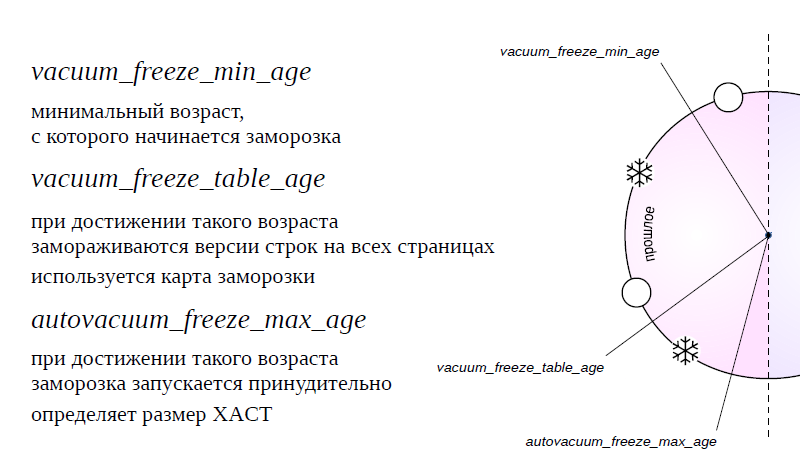 vacuum_freeze_min_age
минимальный возраст,
с которого начинается заморозка
vacuum_freeze_table_age
при достижении такого возраста
замораживаются версии строк на всех страницах
используется карта заморозки
autovacuum_freeze_max_age
при достижении такого возраста
заморозка запускается принудительно
определяет размер XACT
vacuum_freeze_min_age
прошлое
vacuum_freeze_table_age
autovacuum_freeze_max_age